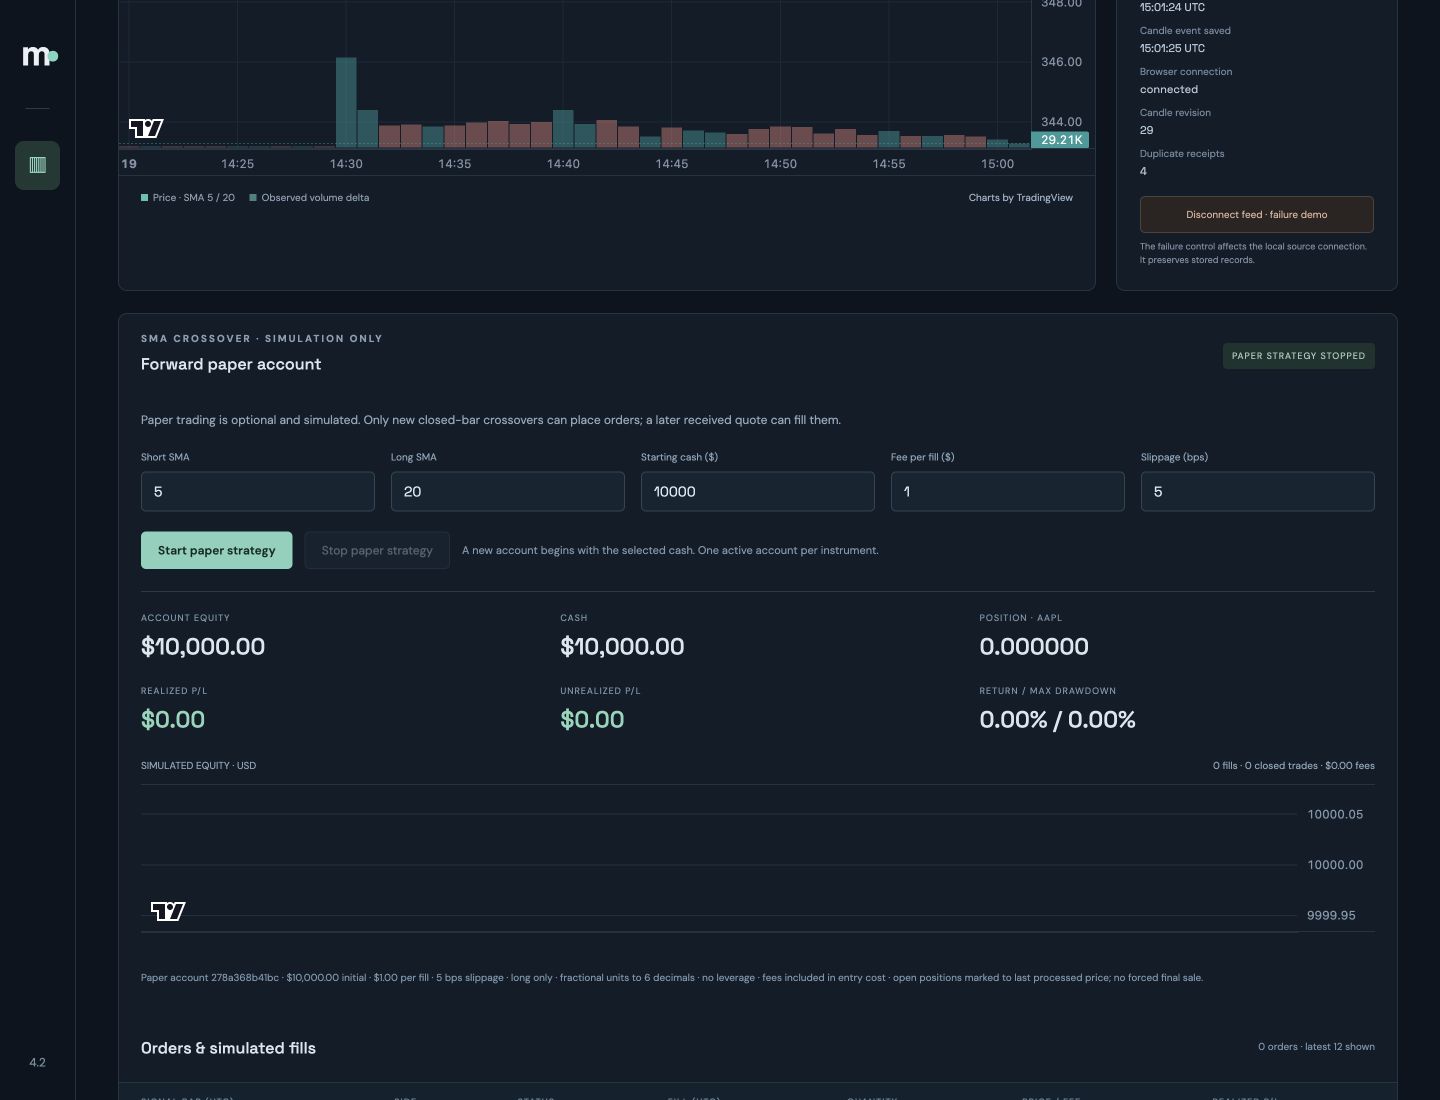 348.00
15:01:24 UTC
Candle event saved
15:01:25 UTC
Browser connection
connected
Candle revision
29
Duplicate receipts
4
Disconnect feed · failure demo
The failure control affects the local source connection.
It preserves stored records.
m
346.00
344.00
29.21K
19 14:25 14:30 14:35 14:40 14:45 14:50 14:55 15:00
Price · SMA 5 / 20 Observed volume delta Charts by TradingView
SMA CROSSOVER · SIMULATION ONLY
Forward paper account
PAPER STRATEGY STOPPED
Paper trading is optional and simulated. Only new closed-bar crossovers can place orders; a later received quote can fill them.
Short SMA Long SMA Starting cash ($) Fee per fill ($) Slippage (bps)
5 20 10000 1 5
Start paper strategy Stop paper strategy A new account begins with the selected cash. One active account per instrument.
ACCOUNT EQUITY CASH POSITION · AAPL
$10,000.00 $10,000.00 0.000000
REALIZED P/L UNREALIZED P/L RETURN / MAX DRAWDOWN
$0.00 $0.00 0.00% / 0.00%
SIMULATED EQUITY · USD 0 fills · 0 closed trades · $0.00 fees
10000.05
10000.00
9999.95
Paper account 278a368b41bc · $10,000.00 initial · $1.00 per fill · 5 bps slippage · long only · fractional units to 6 decimals · no leverage · fees included in entry cost · open positions marked to last processed price; no forced final sale.
Orders & simulated fills 0 orders · latest 12 shown
4.2